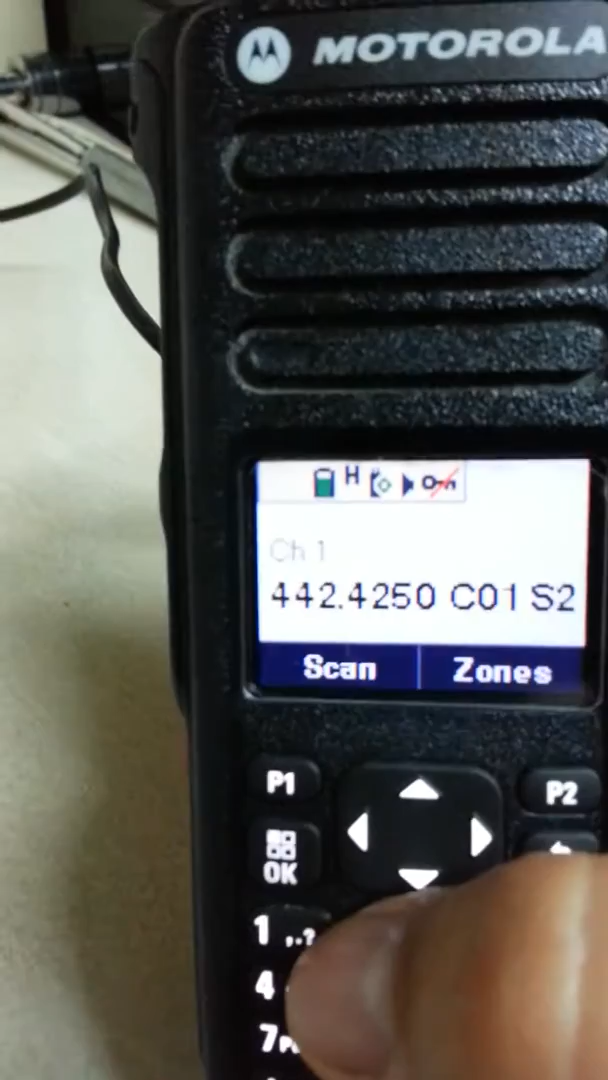 MOTOROLA
H
Ch 1
442.4250 C01 S2
Scan Zones
P1
P2
OK
1 ,.?
4
7